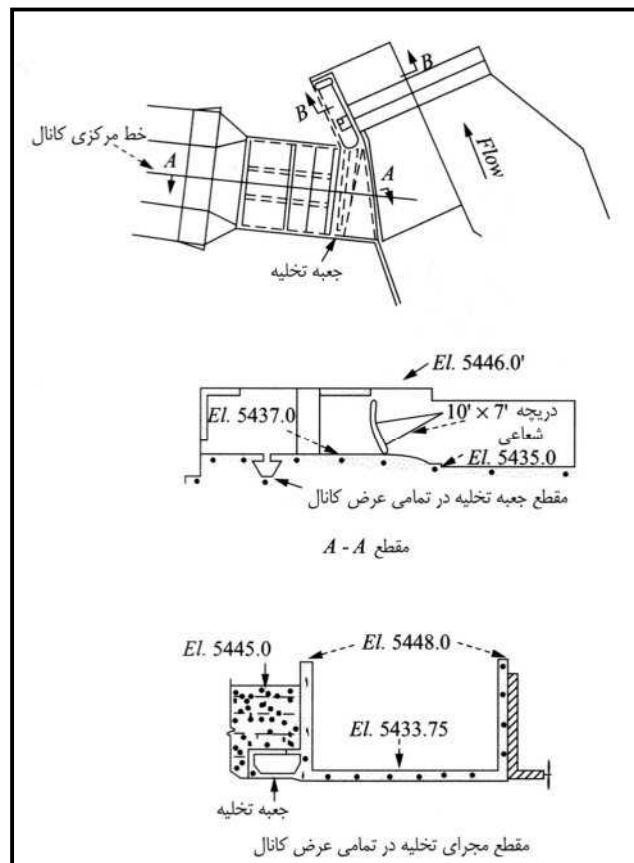 B
B
خط مرکزی کانال
Flow
A
A
جعبه تخلیه
El. 5446.0'
El. 5437.0
10' × 7' دریچه
شعاعی
El. 5435.0
مقطع جعبه تخلیه در تمامی عرض کانال
مقطع A - A
El. 5445.0
El. 5448.0
El. 5433.75
جعبه تخلیه
مقطع مجرای تخلیه در تمامی عرض کانال